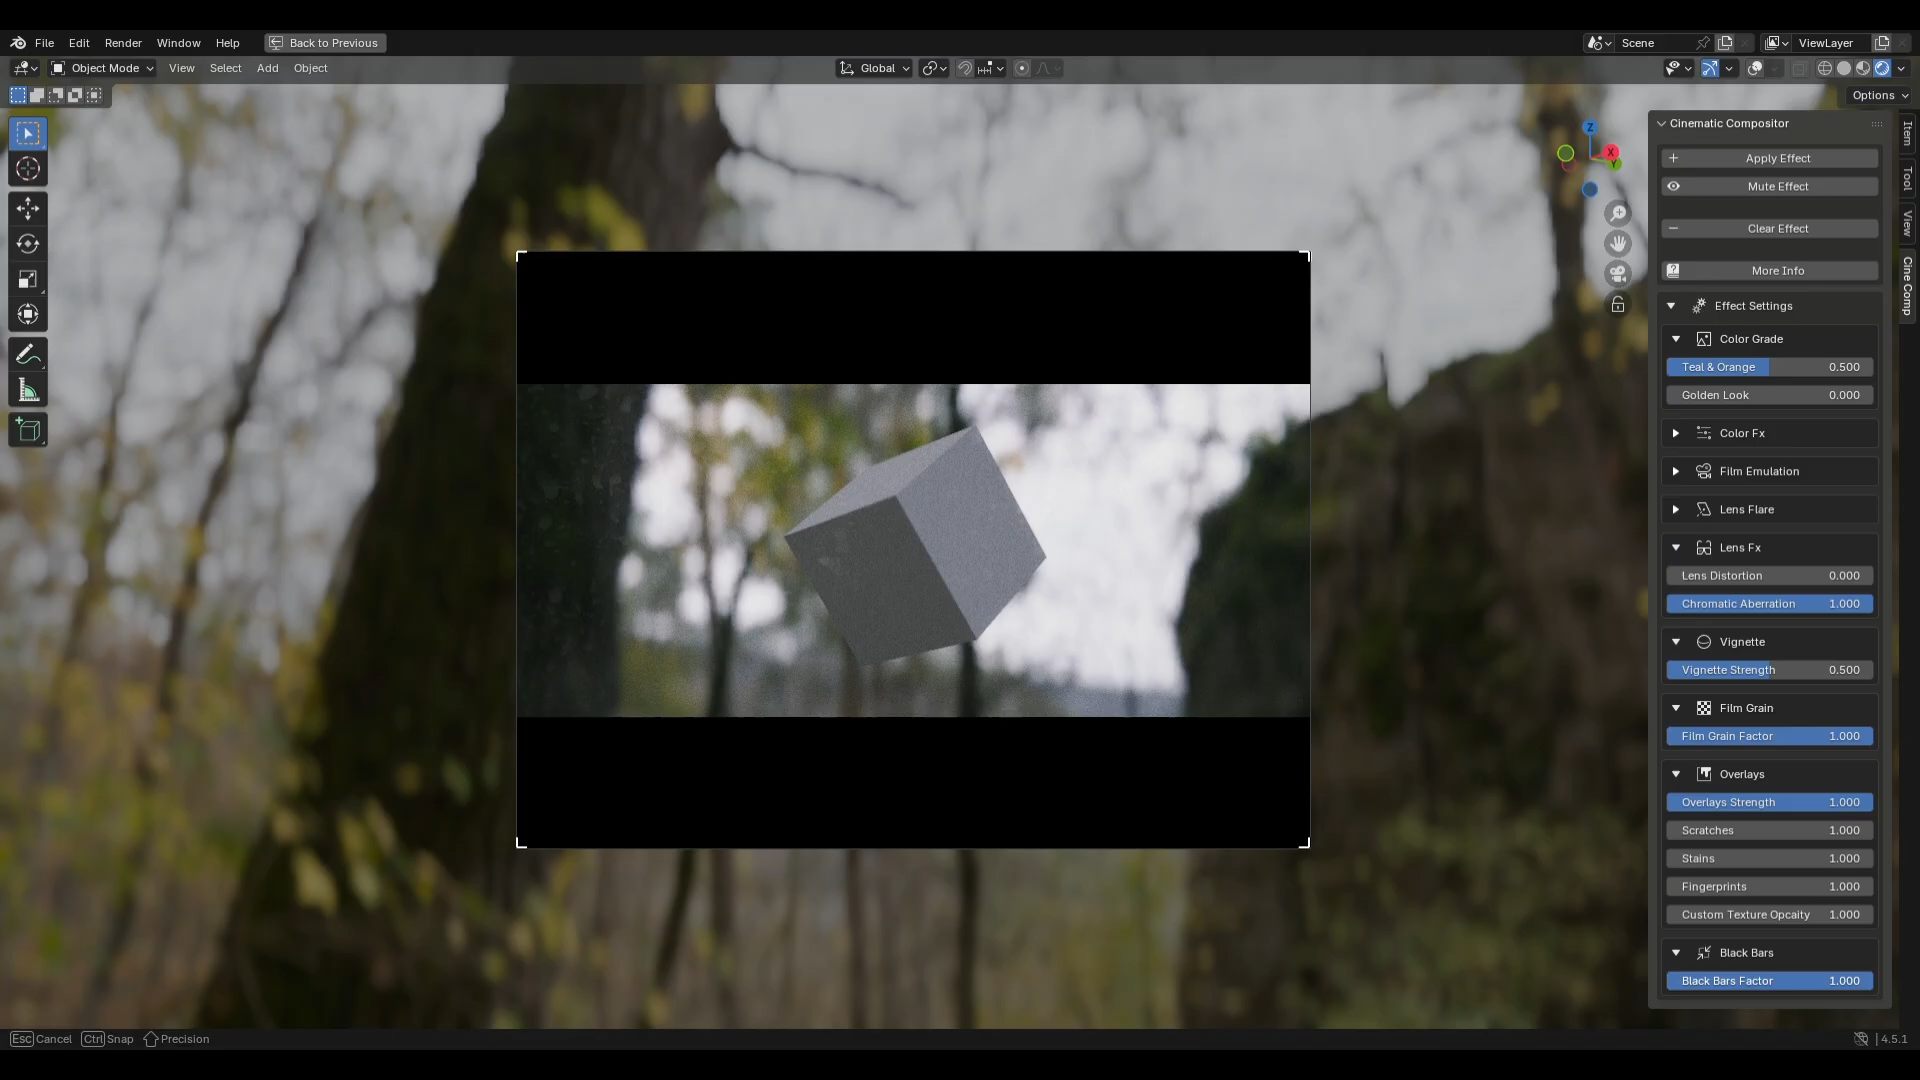 File Edit Render Window Help Back to Previous Scene ViewLayer
Object Mode View Select Add Object Global
Options
Z
X
Y
Cinematic Compositor
Apply Effect
Mute Effect
Clear Effect
More Info
Effect Settings
Color Grade
Teal & Orange 0.500
Golden Look 0.000
Color Fx
Film Emulation
Lens Flare
Lens Fx
Lens Distortion 0.000
Chromatic Aberration 1.000
Vignette
Vignette Strength 0.500
Film Grain
Film Grain Factor 1.000
Overlays
Overlays Strength 1.000
Scratches 1.000
Stains 1.000
Fingerprints 1.000
Custom Texture Opcaity 1.000
Black Bars
Black Bars Factor 1.000
Item
Tool
View
Cine Comp
Esc Cancel Ctrl Snap Precision 4.5.1